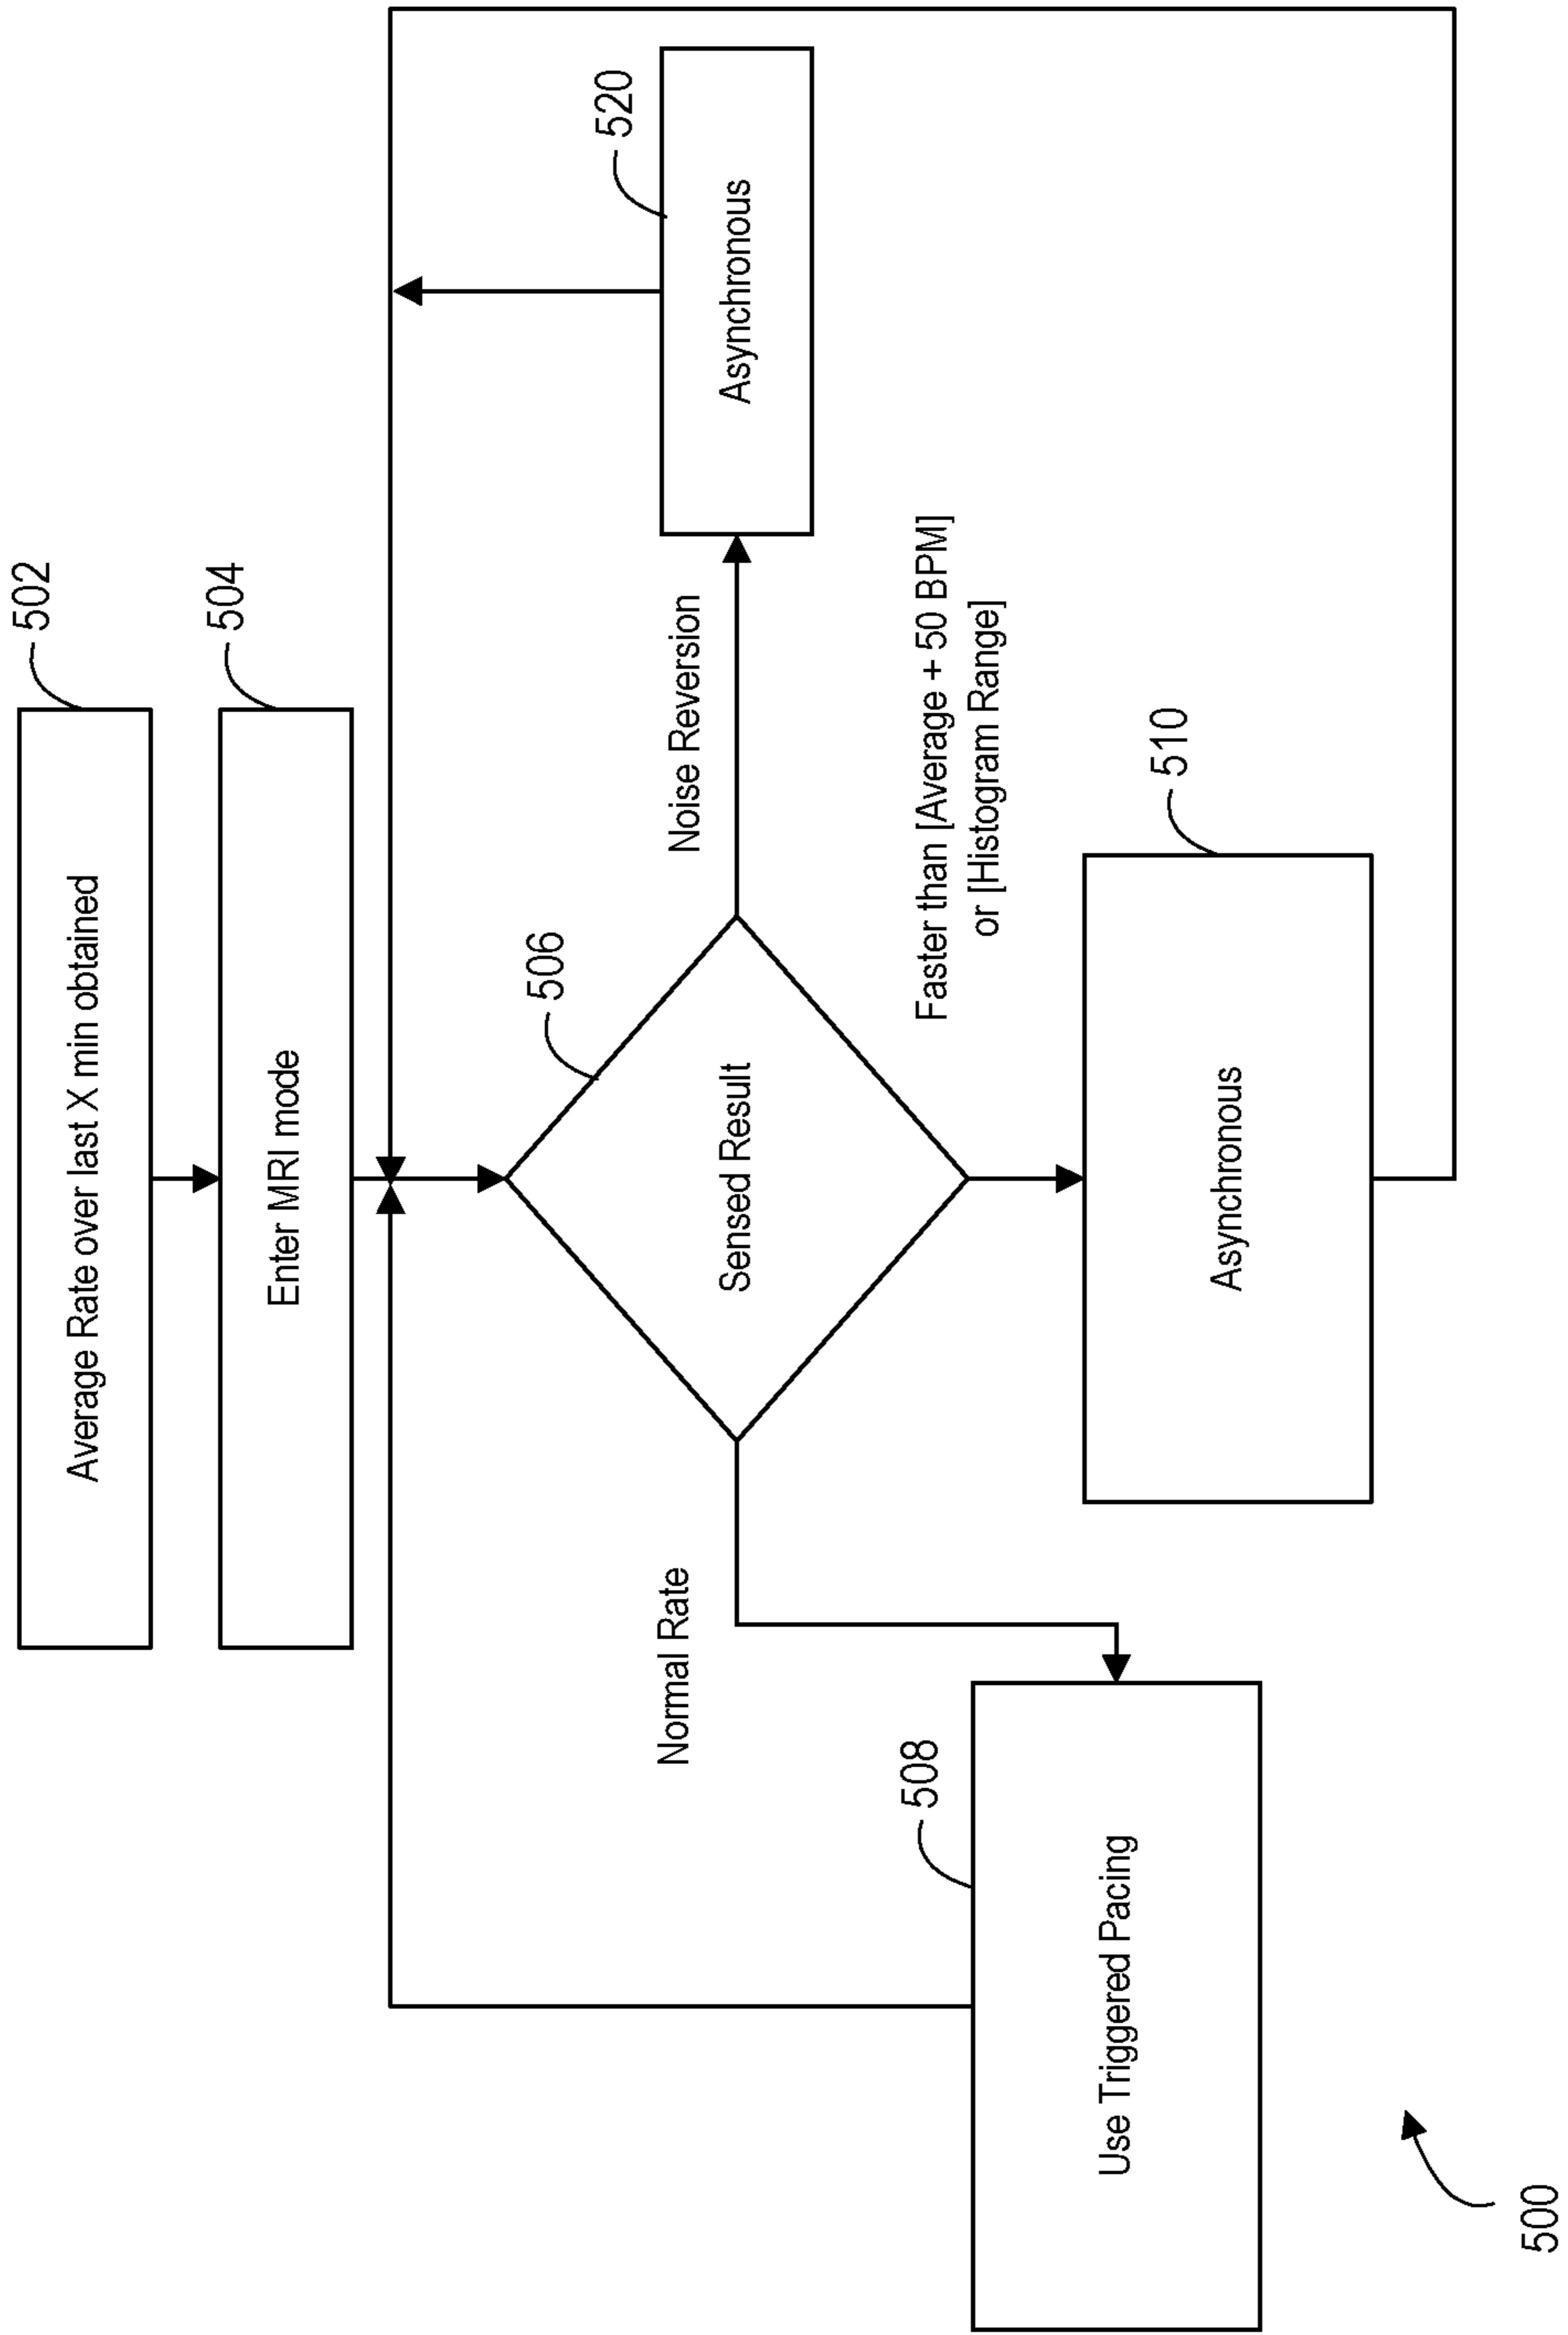 502
Average Rate over last X min obtained
504
Enter MRI mode
506
Sensed Result
Noise Reversion
520
Asynchronous
Normal Rate
Faster than [Average + 50 BPM]
or [Histogram Range]
508
Use Triggered Pacing
510
Asynchronous
500